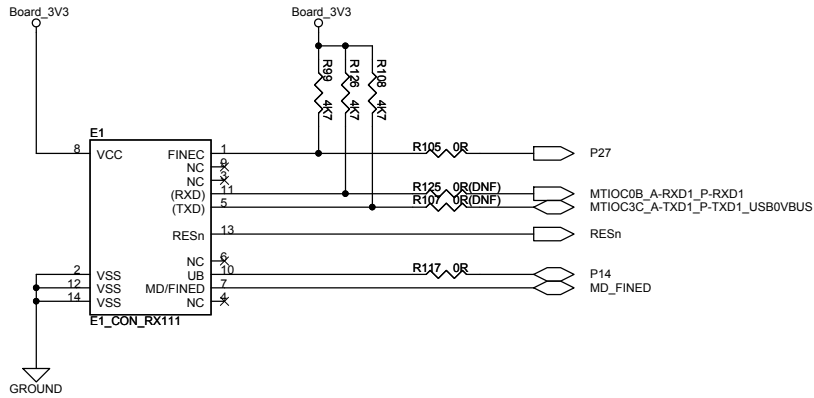 Board_3V3
Board_3V3
R99
4K7
R126
4K7
R108
4K7
E1
8
VCC
FINEC
1
R105
0R
P27
NC
9
NC
3
(RXD)
11
R125
0R(DNF)
MTIOC0B_A-RXD1_P-RXD1
(TXD)
5
R107
0R(DNF)
MTIOC3C_A-TXD1_P-TXD1_USB0VBUS
RESn
13
RESn
NC
6
2
VSS
UB
10
R117
0R
P14
12
VSS
MD/FINED
7
MD_FINED
14
VSS
NC
4
E1_CON_RX111
GROUND